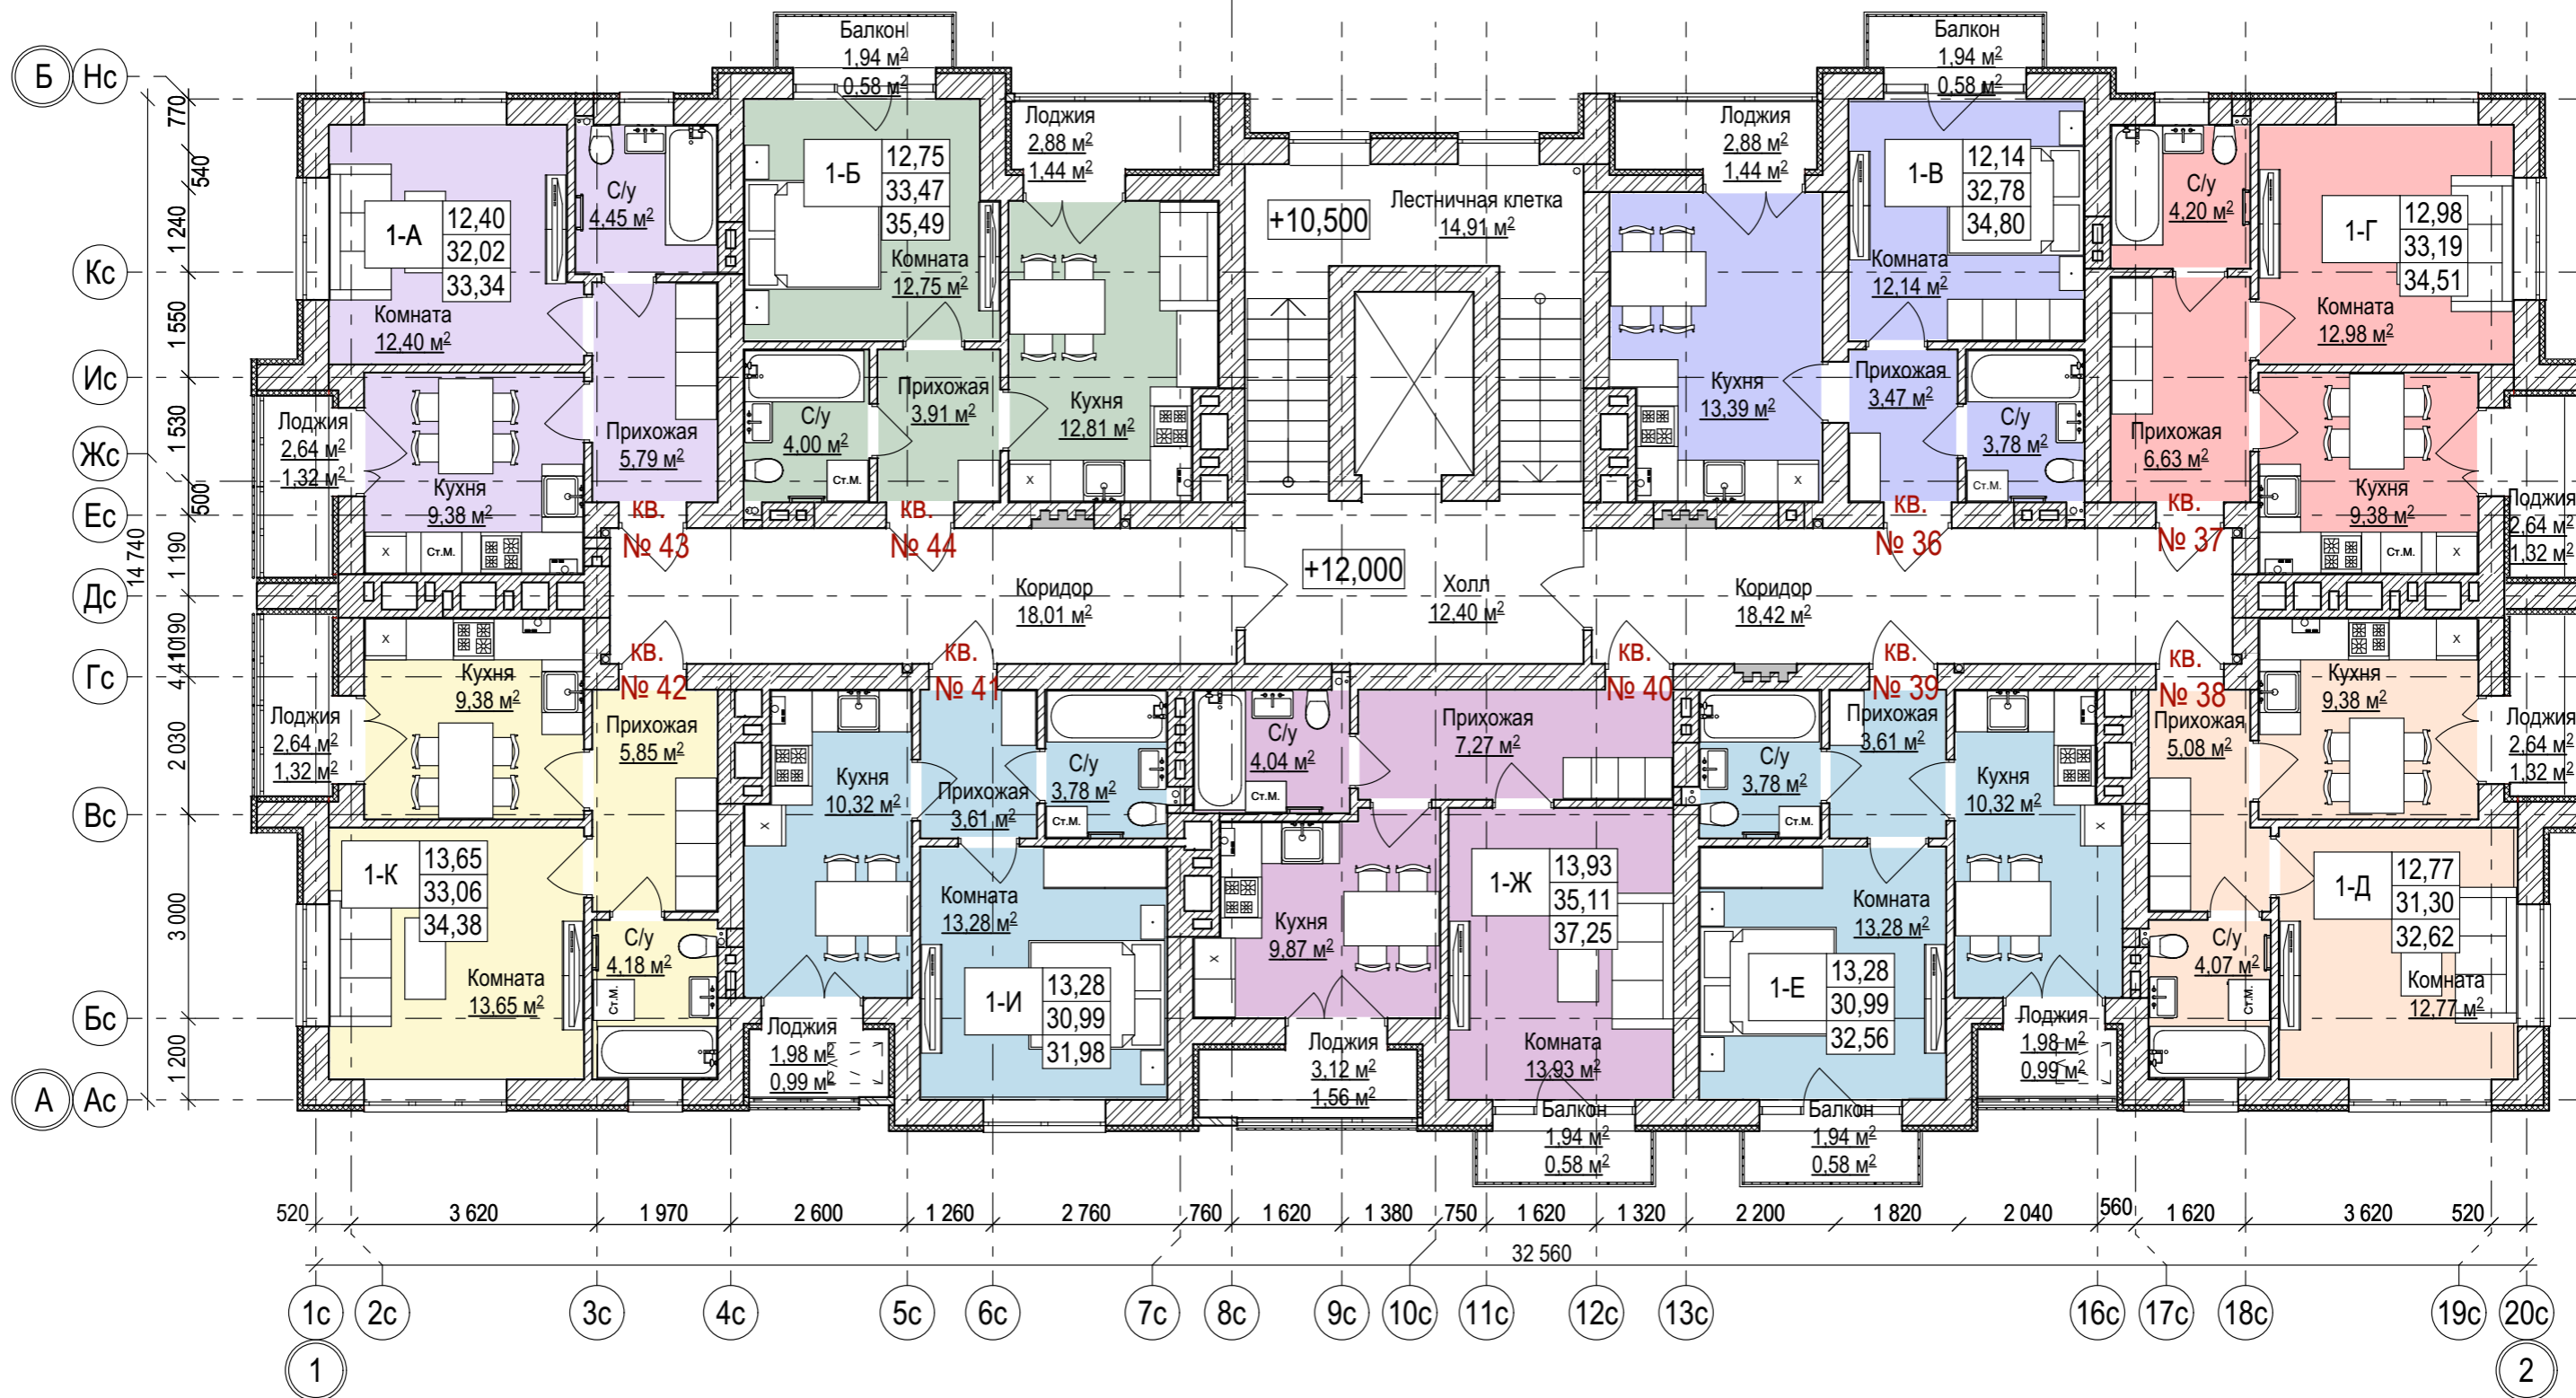 Балкон
1,94 м²
0,58 м²
Балкон
1,94 м²
0,58 м²
Б
Нс
Кс
Ис
Жс
Ес
Дс
Гс
Вс
Бс
А
Ас
770
540
1 240
1 550
1 530
500
1 190
1 190
410
2 030
3 000
1 200
14 740
1-А
12,40
32,02
33,34
Комната
12,40 м²
С/у
4,45 м²
Прихожая
5,79 м²
Кухня
9,38 м²
Ст.М.
X
Лоджия
2,64 м²
1,32 м²
кв.
№ 43
1-Б
12,75
33,47
35,49
Комната
12,75 м²
С/у
4,00 м²
Ст.М.
Прихожая
3,91 м²
Кухня
12,81 м²
X
Лоджия
2,88 м²
1,44 м²
кв.
№ 44
Лестничная клетка
14,91 м²
+10,500
+12,000
Холл
12,40 м²
Коридор
18,01 м²
Коридор
18,42 м²
Лоджия
2,88 м²
1,44 м²
1-В
12,14
32,78
34,80
Комната
12,14 м²
Кухня
13,39 м²
X
Прихожая
3,47 м²
С/у
3,78 м²
Ст.М.
кв.
№ 36
1-Г
12,98
33,19
34,51
Комната
12,98 м²
С/у
4,20 м²
Прихожая
6,63 м²
Кухня
9,38 м²
Ст.М.
X
Лоджия
2,64 м²
1,32 м²
кв.
№ 37
кв.
№ 42
X
Кухня
9,38 м²
Лоджия
2,64 м²
1,32 м²
Прихожая
5,85 м²
1-К
13,65
33,06
34,38
Комната
13,65 м²
С/у
4,18 м²
Ст.М.
кв.
№ 41
Кухня
10,32 м²
X
Прихожая
3,61 м²
С/у
3,78 м²
Ст.М.
Комната
13,28 м²
1-И
13,28
30,99
31,98
Лоджия
1,98 м²
0,99 м²
кв.
№ 40
С/у
4,04 м²
Ст.М.
Прихожая
7,27 м²
Кухня
9,87 м²
X
1-Ж
13,93
35,11
37,25
Комната
13,93 м²
Лоджия
3,12 м²
1,56 м²
Балкон
1,94 м²
0,58 м²
кв.
№ 39
С/у
3,78 м²
Ст.М.
Прихожая
3,61 м²
Кухня
10,32 м²
X
Комната
13,28 м²
1-Е
13,28
30,99
32,56
Лоджия
1,98 м²
0,99 м²
Балкон
1,94 м²
0,58 м²
кв.
№ 38
Прихожая
5,08 м²
Кухня
9,38 м²
X
Лоджия
2,64 м²
1,32 м²
1-Д
12,77
31,30
32,62
С/у
4,07 м²
Ст.М.
Комната
12,77 м²
520
3 620
1 970
2 600
1 260
2 760
760
1 620
1 380
750
1 620
1 320
2 200
1 820
2 040
560
1 620
3 620
520
32 560
1с
2с
3с
4с
5с
6с
7с
8с
9с
10с
11с
12с
13с
16с
17с
18с
19с
20с
1
2